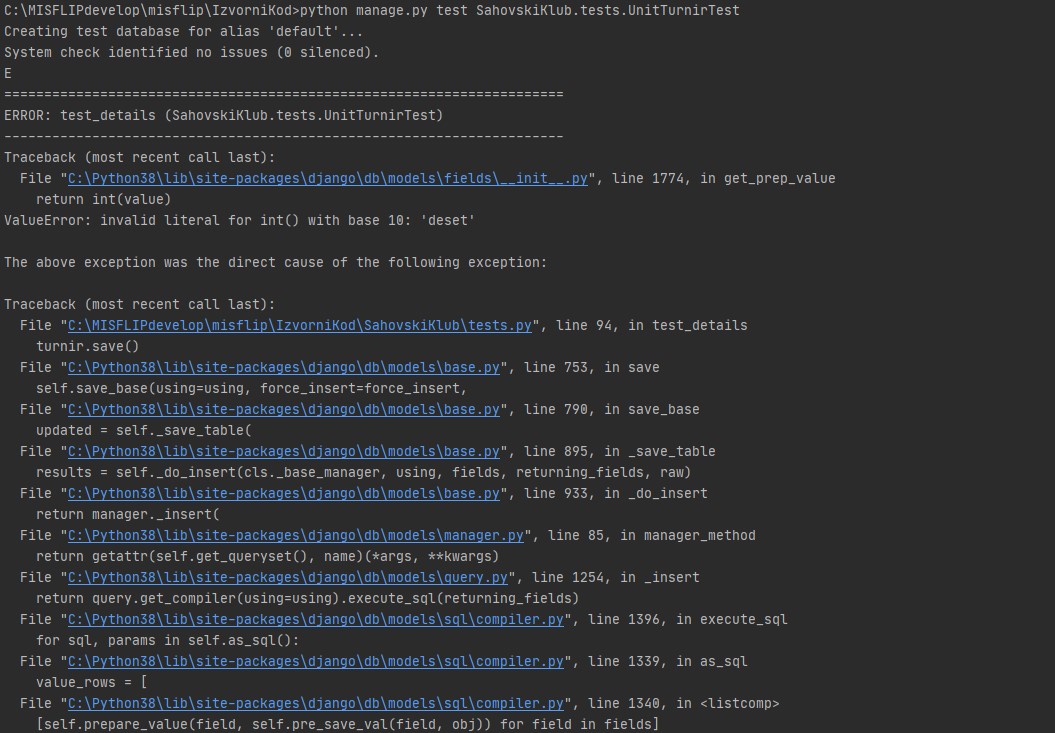 C:\MISFLIPdevelop\misflip\IzvorniKod>python manage.py test SahovskiKlub.tests.UnitTurnirTest
Creating test database for alias 'default'...
System check identified no issues (0 silenced).
E
======================================================================
ERROR: test_details (SahovskiKlub.tests.UnitTurnirTest)
----------------------------------------------------------------------
Traceback (most recent call last):
  File "C:\Python38\lib\site-packages\django\db\models\fields\__init__.py", line 1774, in get_prep_value
    return int(value)
ValueError: invalid literal for int() with base 10: 'deset'

The above exception was the direct cause of the following exception:

Traceback (most recent call last):
  File "C:\MISFLIPdevelop\misflip\IzvorniKod\SahovskiKlub\tests.py", line 94, in test_details
    turnir.save()
  File "C:\Python38\lib\site-packages\django\db\models\base.py", line 753, in save
    self.save_base(using=using, force_insert=force_insert,
  File "C:\Python38\lib\site-packages\django\db\models\base.py", line 790, in save_base
    updated = self._save_table(
  File "C:\Python38\lib\site-packages\django\db\models\base.py", line 895, in _save_table
    results = self._do_insert(cls._base_manager, using, fields, returning_fields, raw)
  File "C:\Python38\lib\site-packages\django\db\models\base.py", line 933, in _do_insert
    return manager._insert(
  File "C:\Python38\lib\site-packages\django\db\models\manager.py", line 85, in manager_method
    return getattr(self.get_queryset(), name)(*args, **kwargs)
  File "C:\Python38\lib\site-packages\django\db\models\query.py", line 1254, in _insert
    return query.get_compiler(using=using).execute_sql(returning_fields)
  File "C:\Python38\lib\site-packages\django\db\models\sql\compiler.py", line 1396, in execute_sql
    for sql, params in self.as_sql():
  File "C:\Python38\lib\site-packages\django\db\models\sql\compiler.py", line 1339, in as_sql
    value_rows = [
  File "C:\Python38\lib\site-packages\django\db\models\sql\compiler.py", line 1340, in <listcomp>
    [self.prepare_value(field, self.pre_save_val(field, obj)) for field in fields]